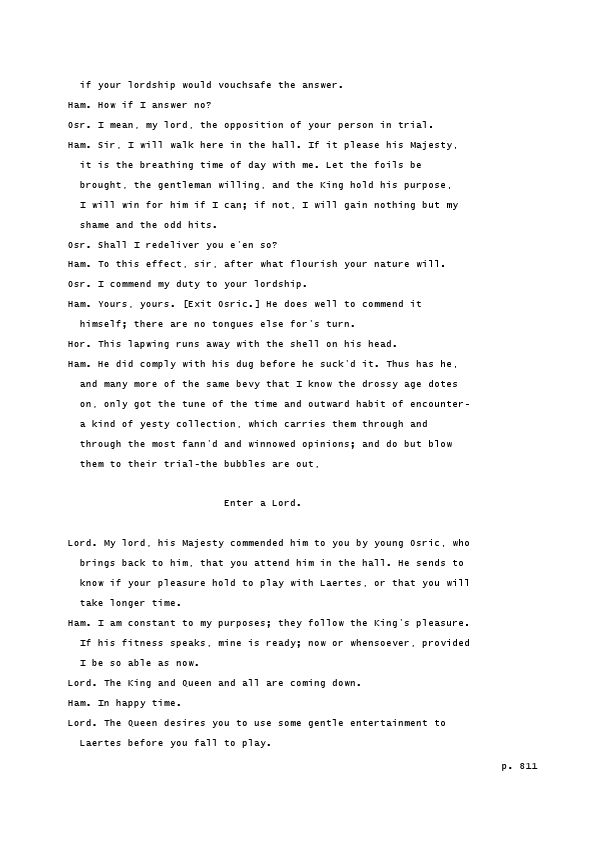 if your lordship would vouchsafe the answer.
Ham. How if I answer no?
Osr. I mean, my lord, the opposition of your person in trial.
Ham. Sir, I will walk here in the hall. If it please his Majesty,
it is the breathing time of day with me. Let the foils be
brought, the gentleman willing, and the King hold his purpose,
I will win for him if I can; if not, I will gain nothing but my
shame and the odd hits.
Osr. Shall I redeliver you e'en so?
Ham. To this effect, sir, after what flourish your nature will.
Osr. I commend my duty to your lordship.
Ham. Yours, yours. [Exit Osric.] He does well to commend it
himself; there are no tongues else for's turn.
Hor. This lapwing runs away with the shell on his head.
Ham. He did comply with his dug before he suck'd it. Thus has he,
and many more of the same bevy that I know the drossy age dotes
on, only got the tune of the time and outward habit of encounter-
a kind of yesty collection, which carries them through and
through the most fann'd and winnowed opinions; and do but blow
them to their trial-the bubbles are out,
Enter a Lord.
Lord. My lord, his Majesty commended him to you by young Osric, who
brings back to him, that you attend him in the hall. He sends to
know if your pleasure hold to play with Laertes, or that you will
take longer time.
Ham. I am constant to my purposes; they follow the King's pleasure.
If his fitness speaks, mine is ready; now or whensoever, provided
I be so able as now.
Lord. The King and Queen and all are coming down.
Ham. In happy time.
Lord. The Queen desires you to use some gentle entertainment to
Laertes before you fall to play.
p. 811